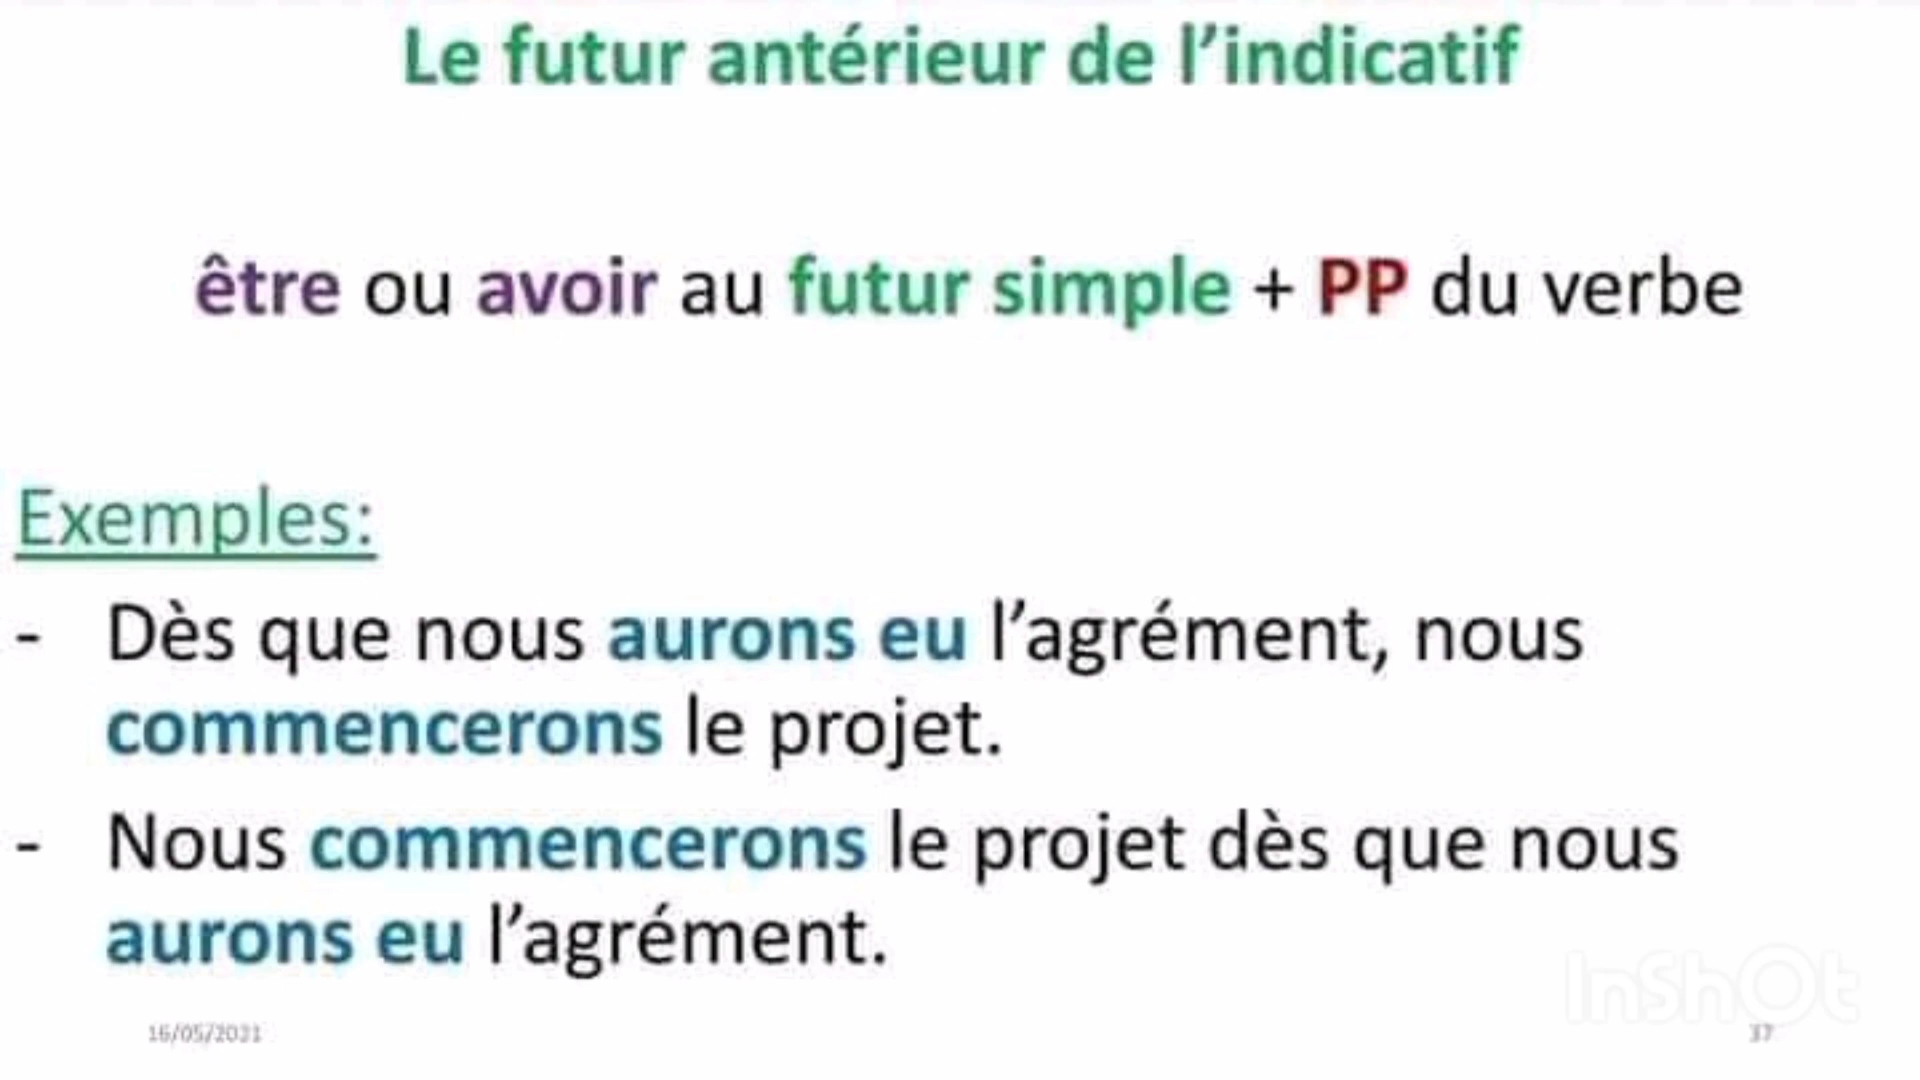 Le futur antérieur de l’indicatif
être ou avoir au futur simple + PP du verbe
Exemples:
- Dès que nous aurons eu l’agrément, nous
commencerons le projet.
- Nous commencerons le projet dès que nous
aurons eu l’agrément.
InShOt
16/05/2021
37